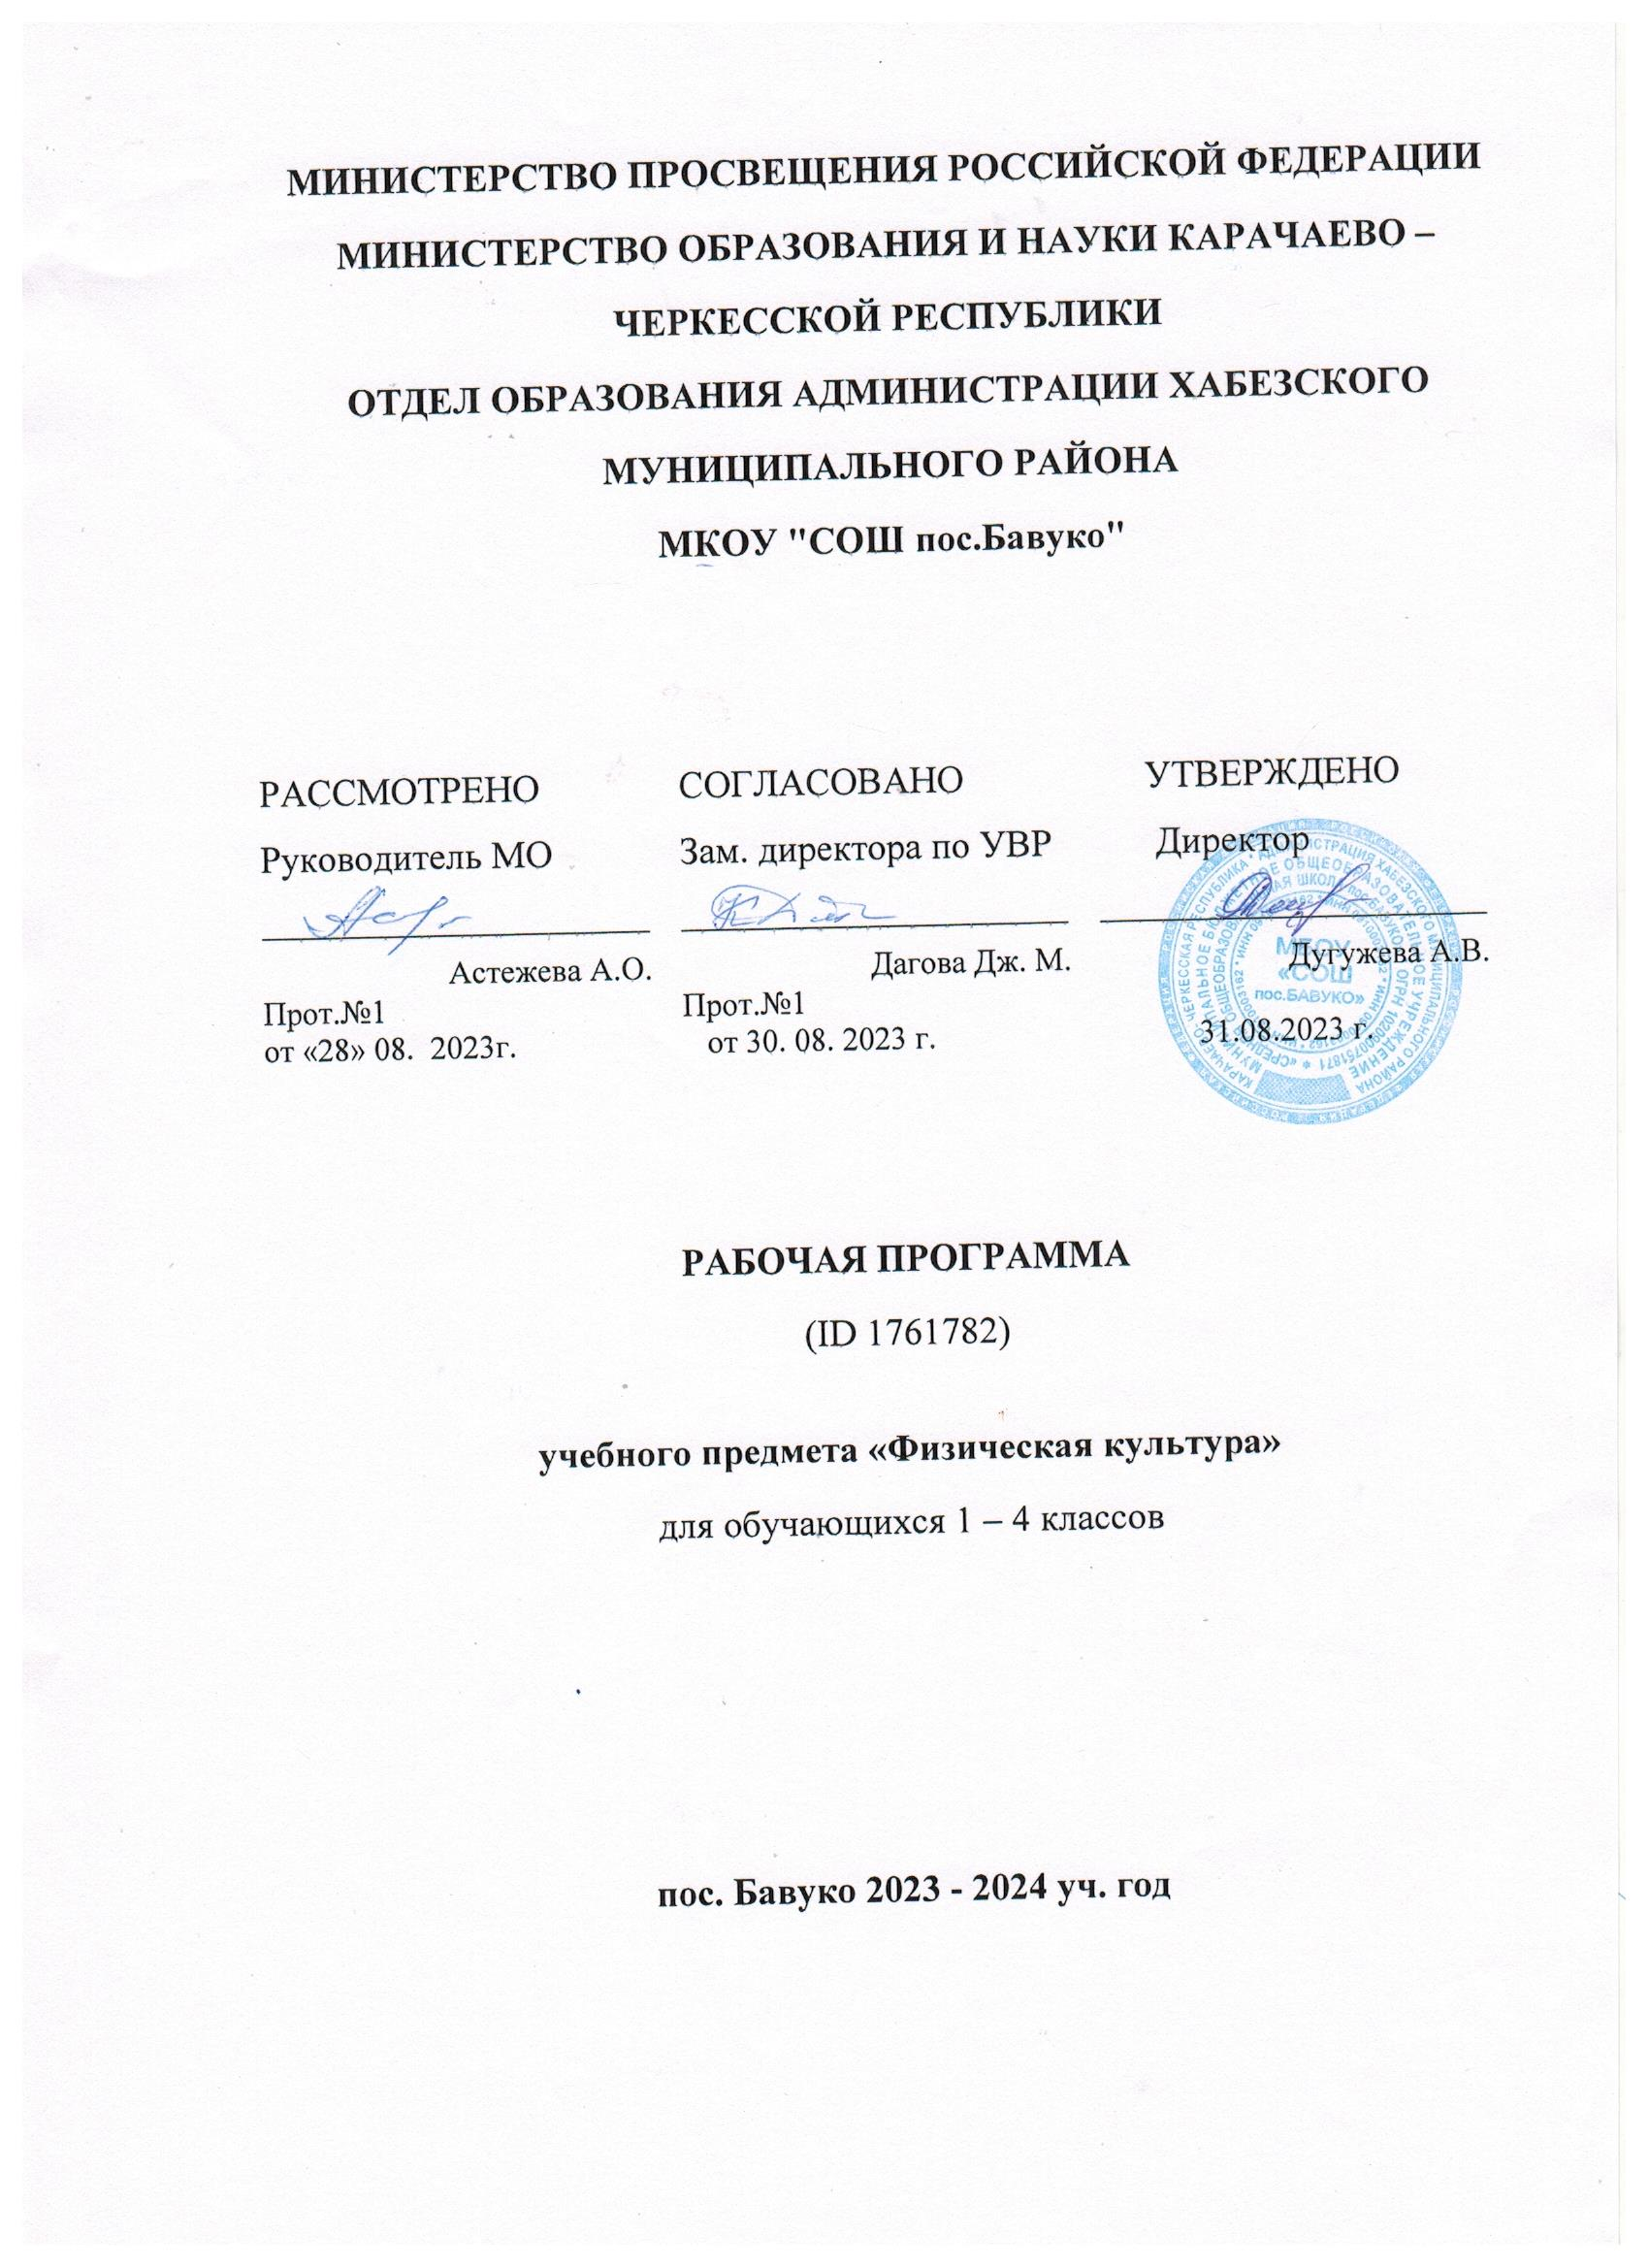 МИНИСТЕРСТВО ПРОСВЕЩЕНИЯ РОССИЙСКОЙ ФЕДЕРАЦИИ
МИНИСТЕРСТВО ОБРАЗОВАНИЯ И НАУКИ КАРАЧАЕВО –
ЧЕРКЕССКОЙ РЕСПУБЛИКИ
ОТДЕЛ ОБРАЗОВАНИЯ АДМИНИСТРАЦИИ ХАБЕЗСКОГО
МУНИЦИПАЛЬНОГО РАЙОНА
МКОУ "СОШ пос.Бавуко"
РАССМОТРЕНО
Руководитель МО
Астежева А.О.
Прот.№1
от «28» 08. 2023г.
СОГЛАСОВАНО
Зам. директора по УВР
Дагова Дж. М.
Прот.№1
от 30. 08. 2023 г.
УТВЕРЖДЕНО
Директор
Дугужева А.В.
31.08.2023 г.
МБОУ
«СОШ
пос.БАВУКО»
РАБОЧАЯ ПРОГРАММА
(ID 1761782)
учебного предмета «Физическая культура»
для обучающихся 1 – 4 классов
пос. Бавуко 2023 - 2024 уч. год